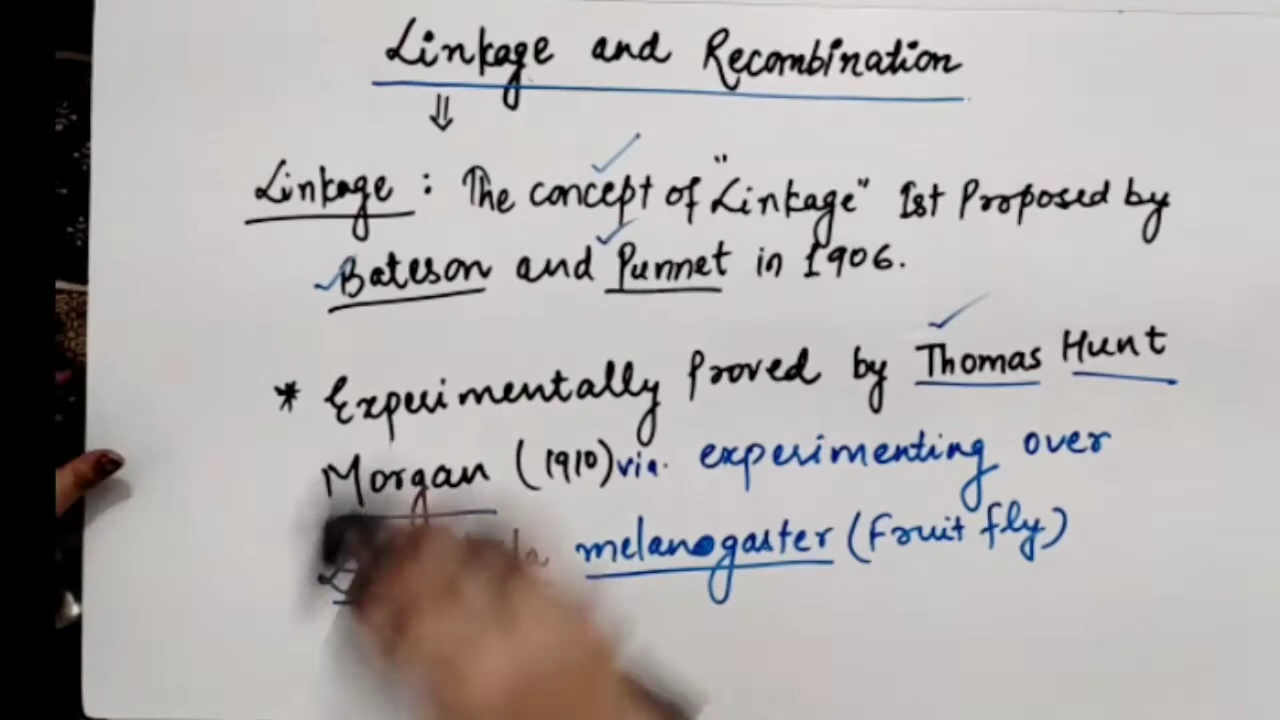 Linkage and Recombination
⇓
Linkage : The concept of "Linkage" Ist Proposed by
Bateson and Punnet in 1906.
* Experimentally Proved by Thomas Hunt
Morgan (1910) via. experimenting over
melanogaster (Fruit fly)